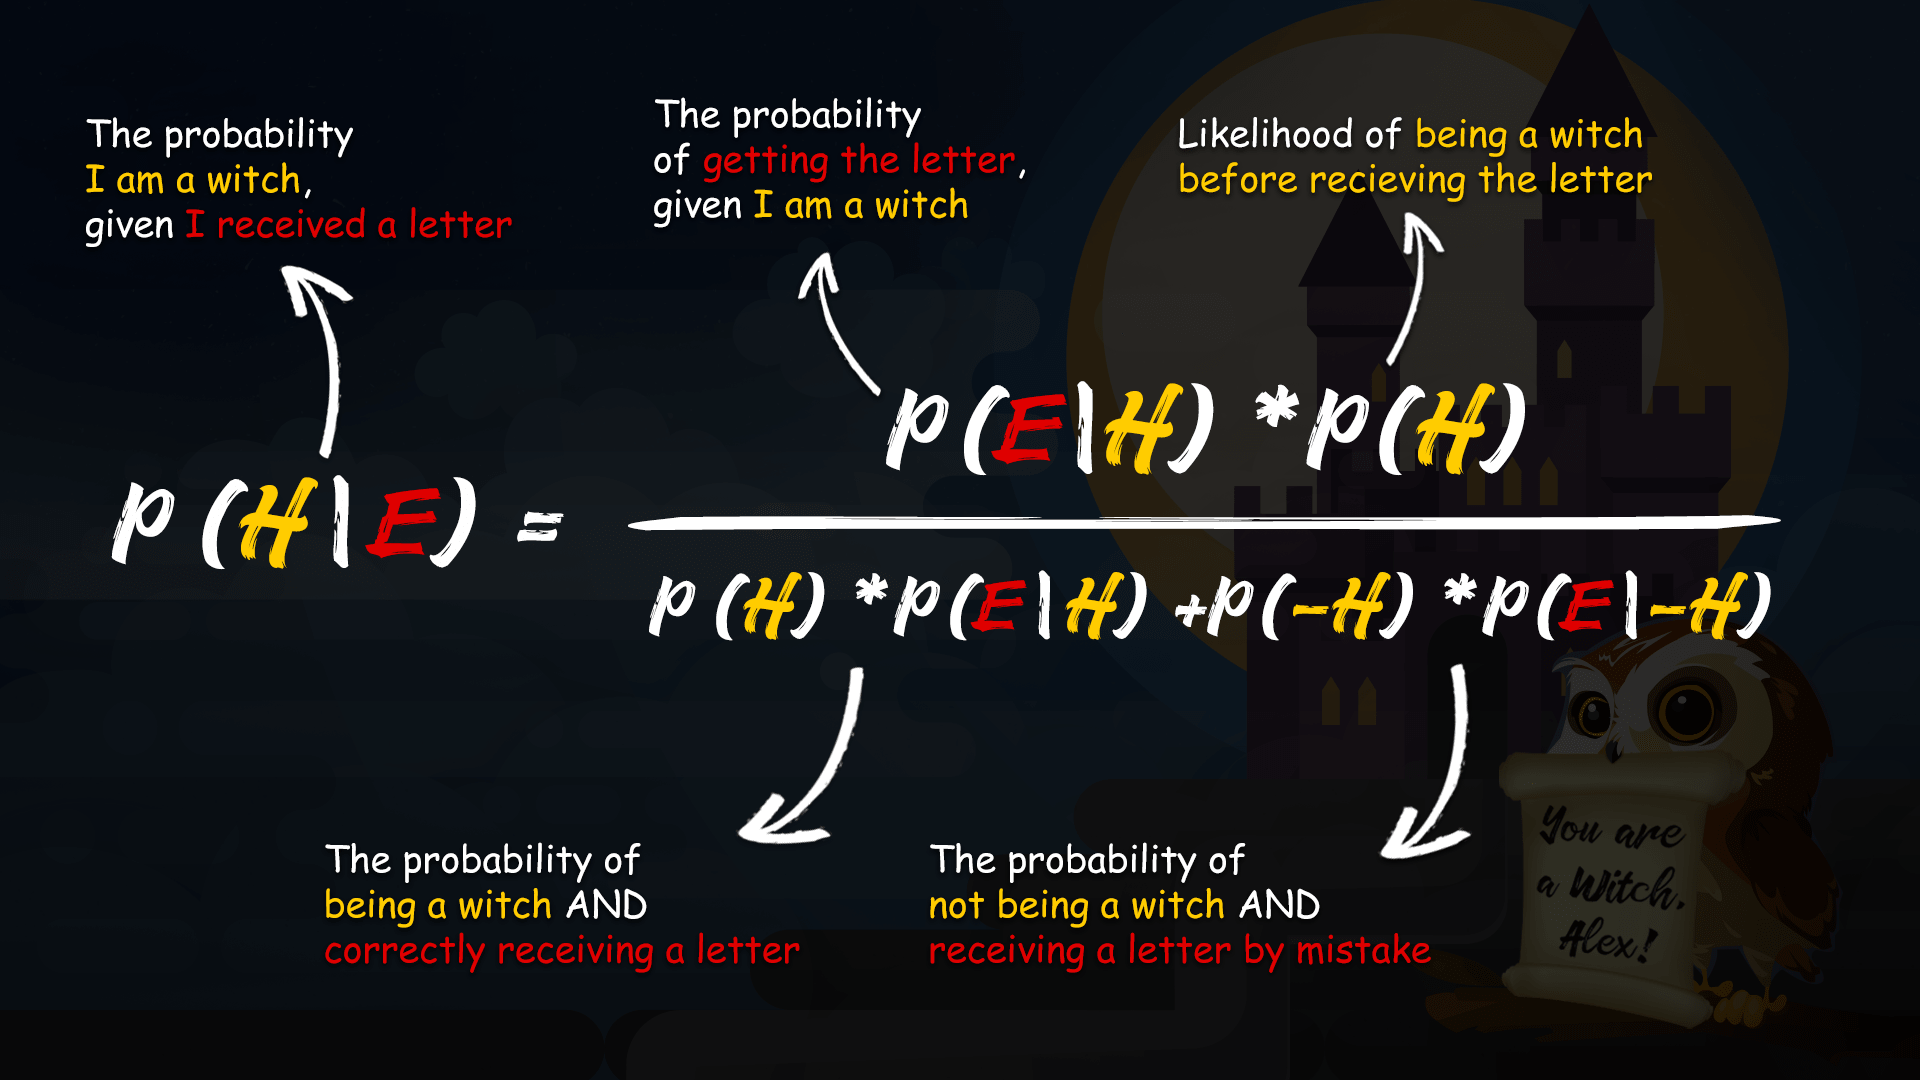 The probability
I am a witch,
given I received a letter
The probability
of getting the letter,
given I am a witch
Likelihood of being a witch
before recieving the letter
p(E|H) *p(H)
p (H|E) =
p (H) *p(E|H) +p(-H) *p(E|-H)
The probability of
being a witch AND
correctly receiving a letter
The probability of
not being a witch AND
receiving a letter by mistake
You are
a Witch,
Alex!